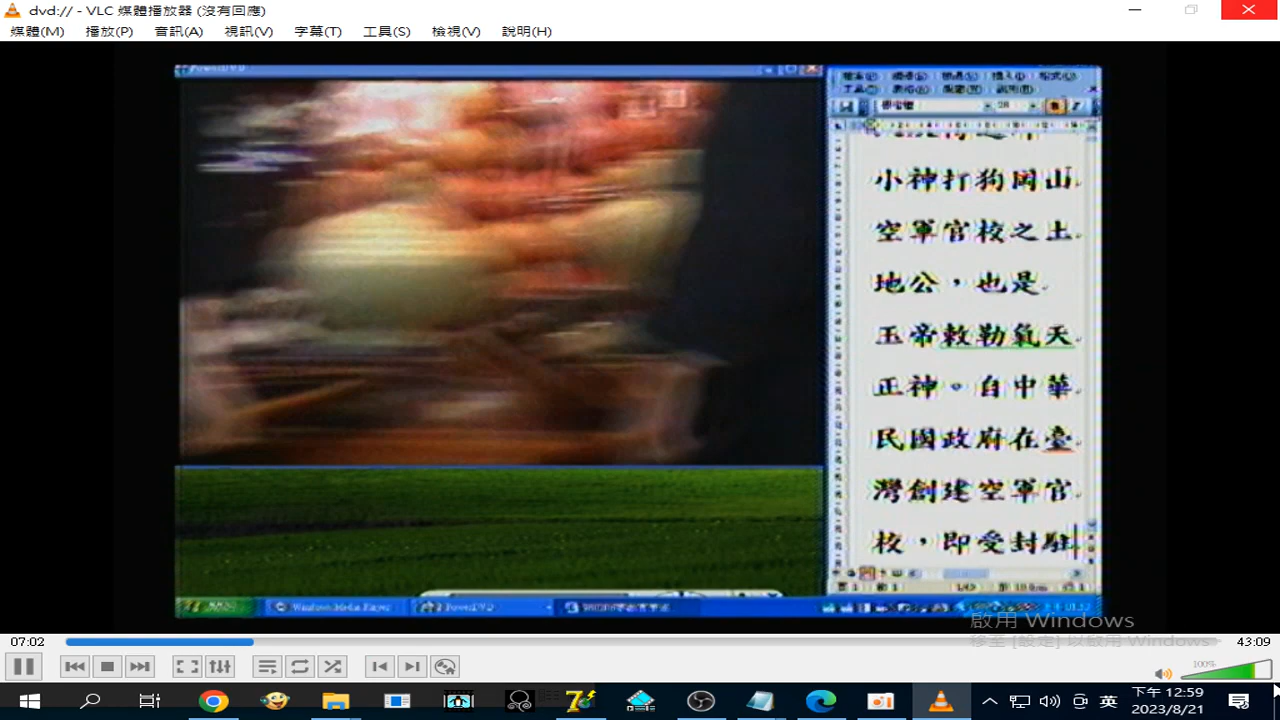 dvd:// - VLC 媒體播放器 (沒有回應)
媒體(M) 播放(P) 音訊(A) 視訊(V) 字幕(T) 工具(S) 檢視(V) 說明(H)
PowerDVD
小神打狗岡山
空軍官校之土
地公，也是
玉帝敕勒氣天
正神。自中華
民國政府在臺
灣創建空軍官
校，即受封駐
Windows Media Player
PowerDVD
啟用 Windows
移至 [設定] 以啟用 Windows。
07:02
43:09
100%
英
下午 12:59
2023/8/21